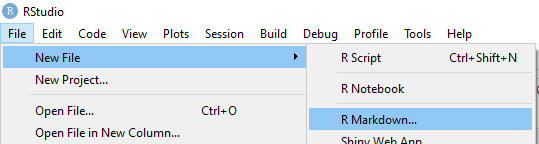 R RStudio
File Edit Code View Plots Session Build Debug Profile Tools Help
New File
New Project...
Open File... Ctrl+O
Open File in New Column...
R Script Ctrl+Shift+N
R Notebook
R Markdown...
Shiny Web App